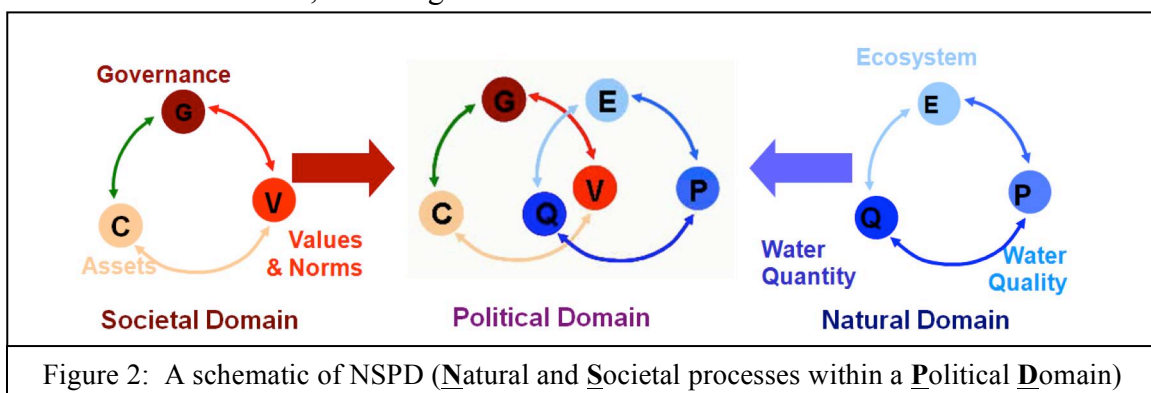 Governance
G
V
C
Assets
Values
& Norms
Societal Domain
G
E
V
P
C
Q
Political Domain
Ecosystem
E
P
Q
Water
Quantity
Water
Quality
Natural Domain
Figure 2: A schematic of NSPD (Natural and Societal processes within a Political Domain)